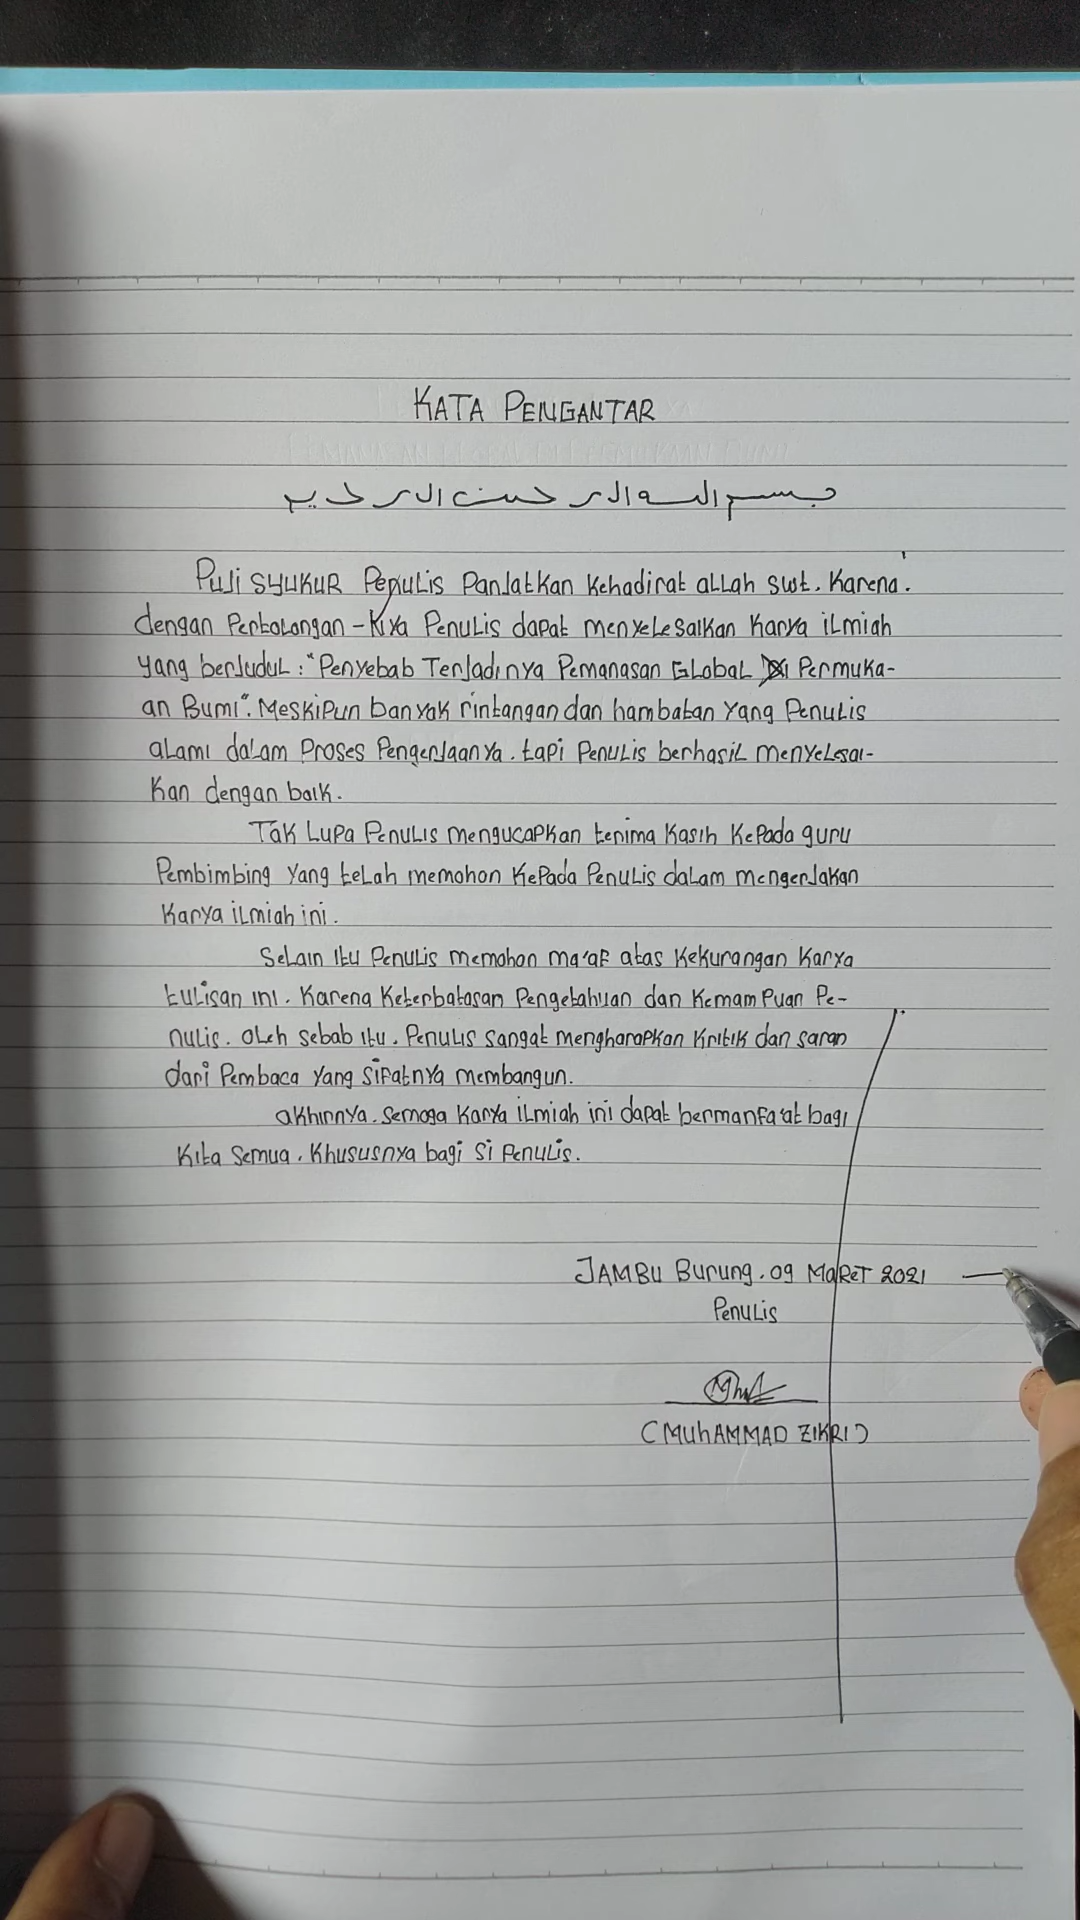 KATA PENGANTAR
بسم الله الرحمن الرحيم
Puji syukur Penulis Panjatkan Kehadirat allah swt. Karena.
dengan Pertolongan-Nya Penulis dapat menyelesaikan Karya ilmiah
yang berjudul : "Penyebab Terjadinya Pemanasan Global Di Permuka-
an Bumi". Meskipun banyak rintangan dan hambatan yang Penulis
alami dalam Proses Pengerjaanya. tapi Penulis berhasil menyelesai-
kan dengan baik.
Tak Lupa Penulis mengucapkan terima Kasih Kepada guru
Pembimbing yang telah memohon Kepada Penulis dalam mengerjakan
Karya ilmiah ini.
Selain itu Penulis memohon ma'af atas Kekurangan Karya
tulisan ini. Karena Keterbatasan Pengetahuan dan Kemampuan Pe-
nulis. Oleh sebab itu. Penulis sangat mengharapkan Kritik dan saran
dari Pembaca yang sifatnya membangun.
akhirnya. Semoga Karya ilmiah ini dapat bermanfa'at bagi
Kita semua. Khususnya bagi si Penulis.
JAMBU Burung. 09 Maret 2021
Penulis
(MUHAMMAD ZIKRI)